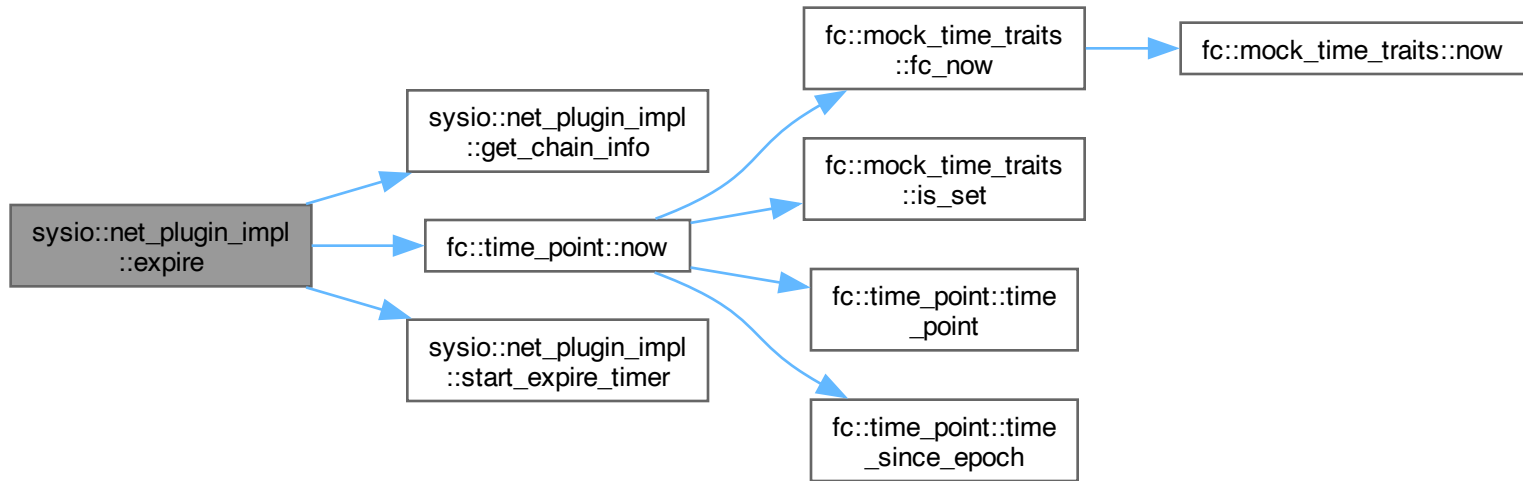 sysio::net_plugin_impl
::expire
sysio::net_plugin_impl
::get_chain_info
fc::time_point::now
sysio::net_plugin_impl
::start_expire_timer
fc::mock_time_traits
::fc_now
fc::mock_time_traits
::is_set
fc::time_point::time
_point
fc::time_point::time
_since_epoch
fc::mock_time_traits::now